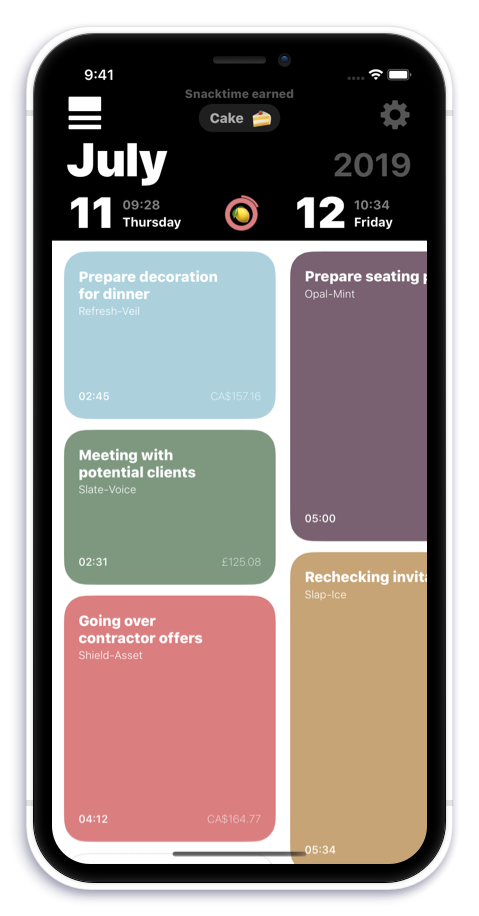 9:41
Snacktime earned
Cake
July
2019
11
09:28
Thursday
12
10:34
Friday
Prepare decoration
for dinner
Refresh-Veil
02:45
CA$157.16
Meeting with
potential clients
Slate-Voice
02:31
£125.08
Going over
contractor offers
Shield-Asset
04:12
CA$164.77
Prepare seating p
Opal-Mint
05:00
Rechecking invita
Slap-Ice
05:34